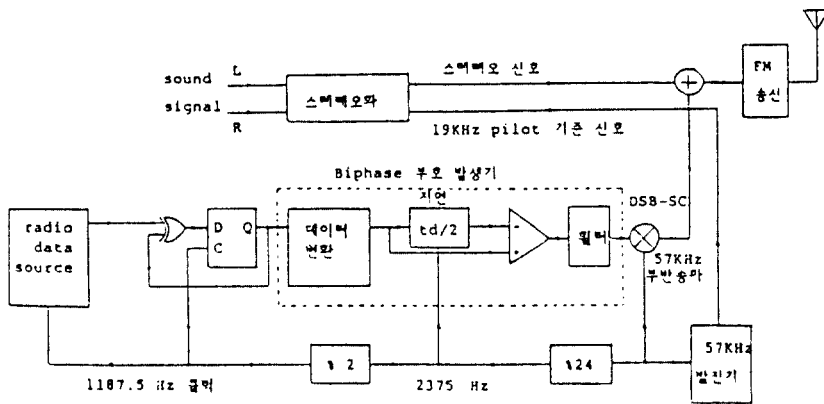 sound L
signal
R
스테레오화
스테레오 신호
19KHz pilot 기준 신호
+
FM
송신
Biphase 부호 발생기
지연
DSB-SC
radio
data
source
D Q
C
데이터
변환
td/2
-
+
필터
57KHz
부반송파
% 2
%24
57KHz
발진기
1187.5 Hz 클럭
2375 Hz